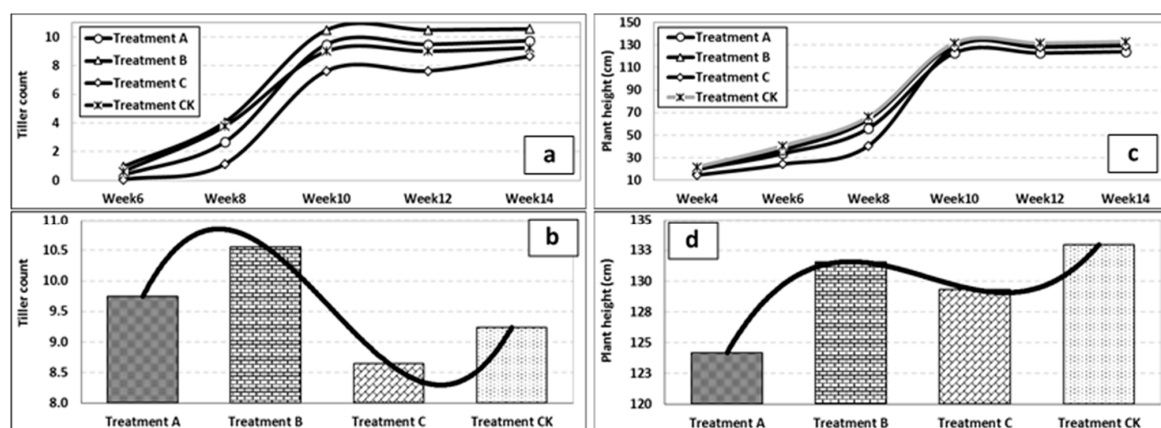 Tiller count
10
8
6
4
2
0
Treatment A
Treatment B
Treatment C
Treatment CK
a
Week6 Week8 Week10 Week12 Week14
Plant height (cm)
150
130
110
90
70
50
30
10
Treatment A
Treatment B
Treatment C
Treatment CK
c
Week4 Week6 Week8 Week10 Week12 Week14
Tiller count
11.0
10.5
10.0
9.5
9.0
8.5
8.0
b
Treatment A Treatment B Treatment C Treatment CK
Plant height (cm)
135
133
130
128
125
123
120
d
Treatment A Treatment B Treatment C Treatment CK